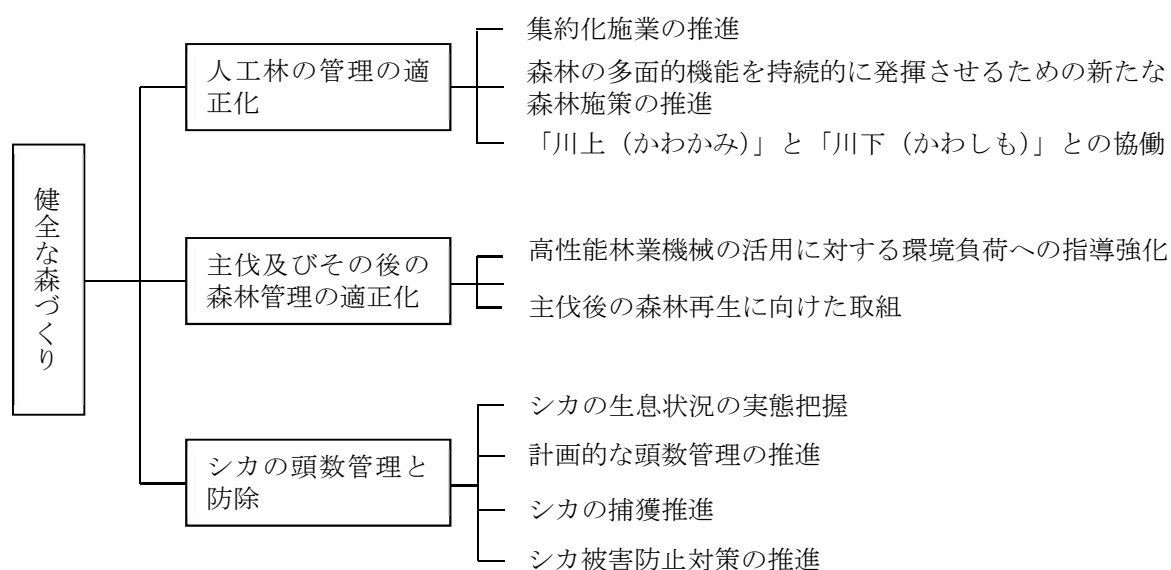 健全な森づくり
人工林の管理の適
正化
集約化施業の推進
森林の多面的機能を持続的に発揮させるための新たな
森林施策の推進
「川上（かわかみ）」と「川下（かわしも）」との協働
主伐及びその後の
森林管理の適正化
高性能林業機械の活用に対する環境負荷への指導強化
主伐後の森林再生に向けた取組
シカの頭数管理と
防除
シカの生息状況の実態把握
計画的な頭数管理の推進
シカの捕獲推進
シカ被害防止対策の推進